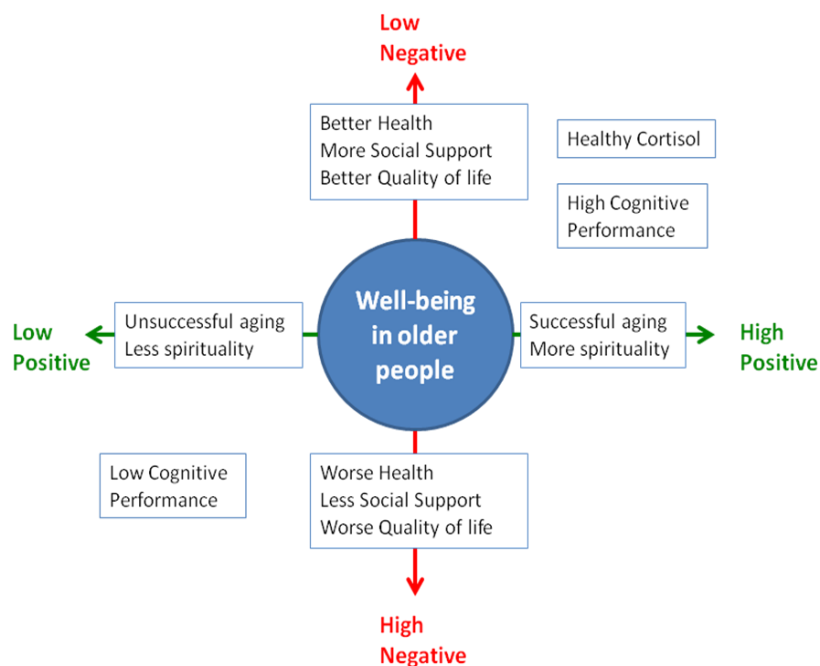 Low
Negative
Better Health
More Social Support
Better Quality of life
Healthy Cortisol
High Cognitive
Performance
Low
Positive
Unsuccessful aging
Less spirituality
Well-being
in older
people
Successful aging
More spirituality
High
Positive
Low Cognitive
Performance
Worse Health
Less Social Support
Worse Quality of life
High
Negative